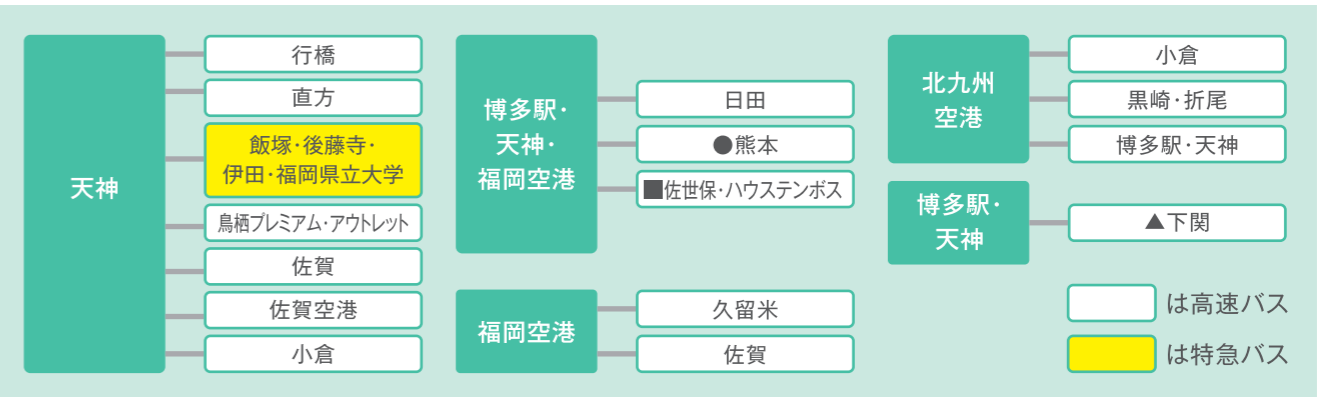 天神
行橋
直方
飯塚・後藤寺・
伊田・福岡県立大学
鳥栖プレミアム・アウトレット
佐賀
佐賀空港
小倉
博多駅・
天神・
福岡空港
日田
●熊本
■佐世保・ハウステンボス
福岡空港
久留米
佐賀
北九州
空港
小倉
黒崎・折尾
博多駅・天神
博多駅・
天神
▲下関
は高速バス
は特急バス